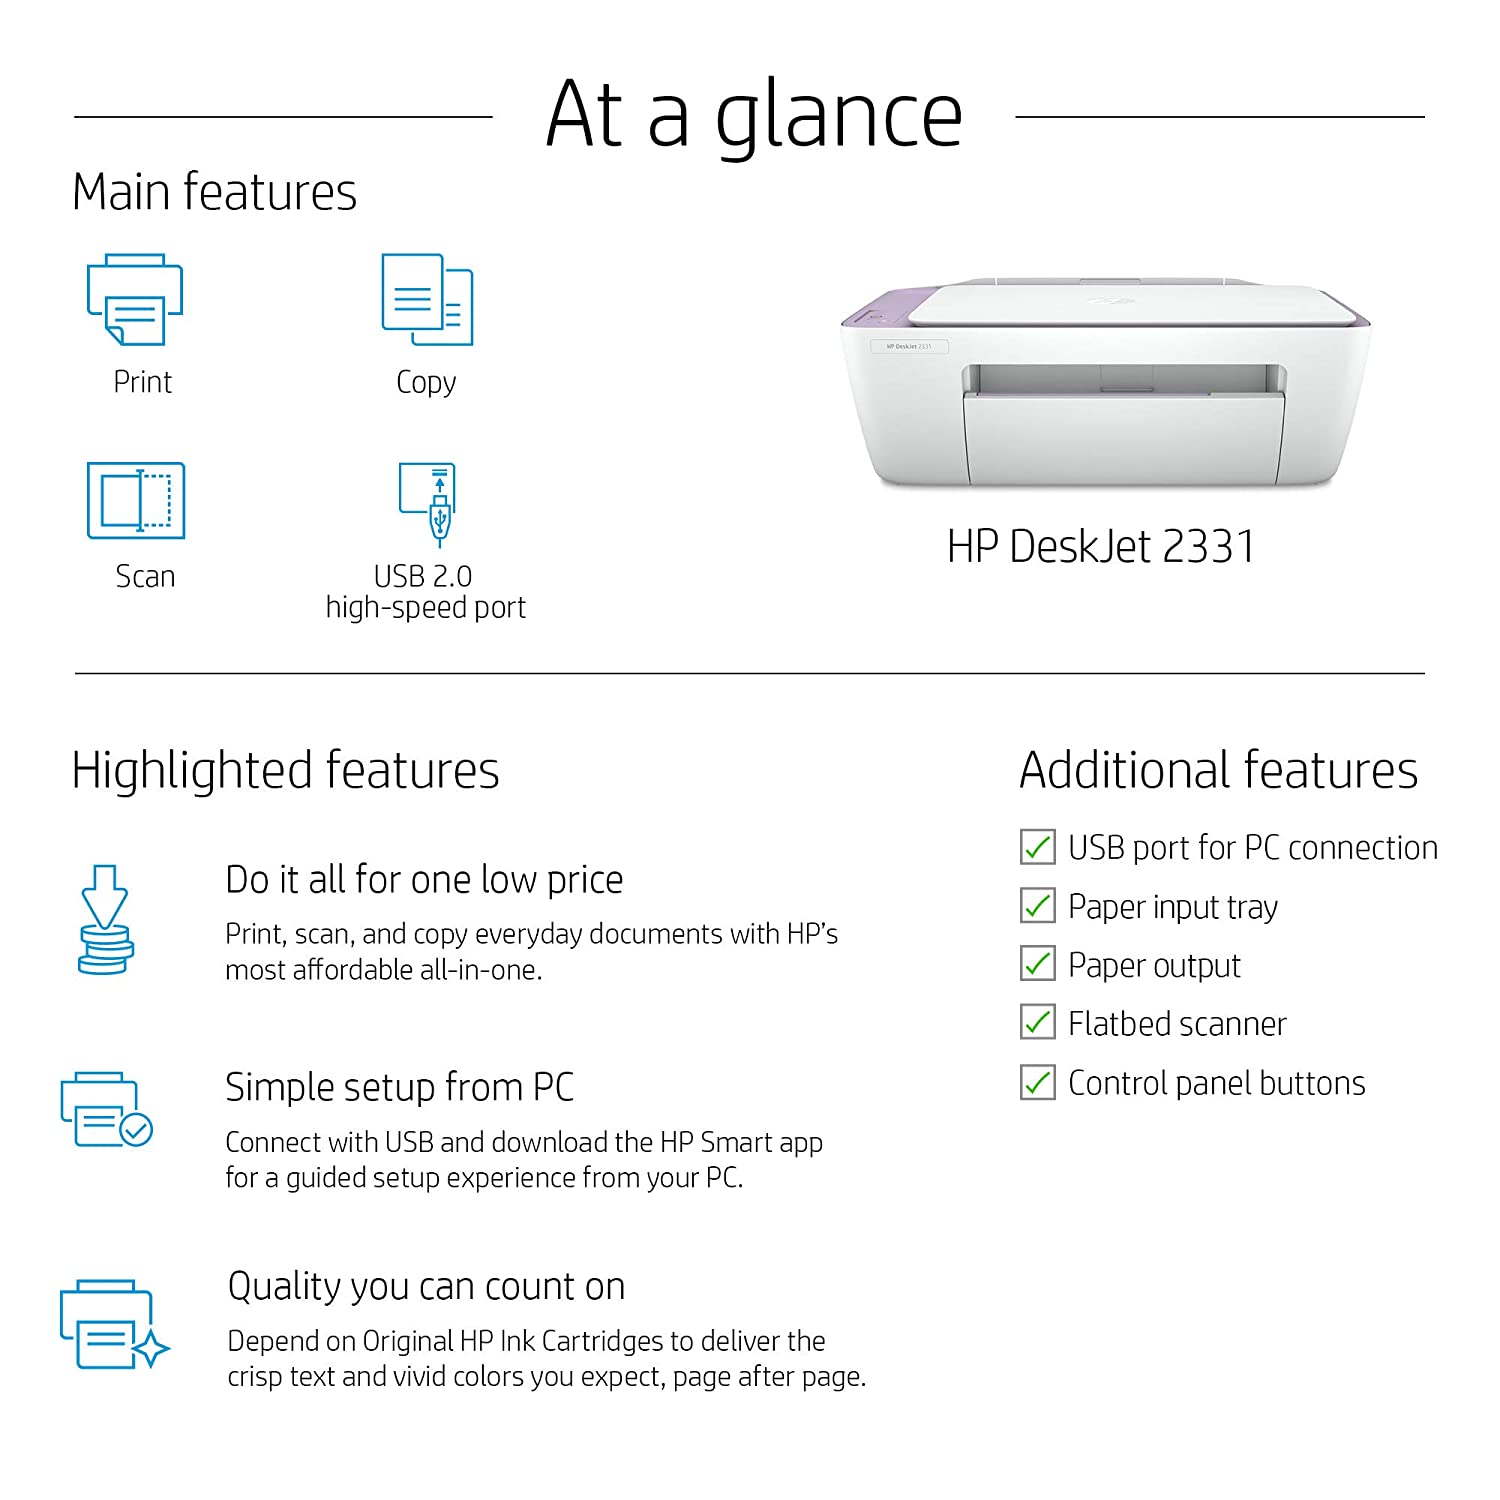 At a glance
Main features
Print
Copy
Scan
USB 2.0
high-speed port
HP DeskJet 2331
HP DeskJet 2331
Highlighted features
Do it all for one low price
Print, scan, and copy everyday documents with HP's
most affordable all-in-one.
Simple setup from PC
Connect with USB and download the HP Smart app
for a guided setup experience from your PC.
Quality you can count on
Depend on Original HP Ink Cartridges to deliver the
crisp text and vivid colors you expect, page after page.
Additional features
USB port for PC connection
Paper input tray
Paper output
Flatbed scanner
Control panel buttons